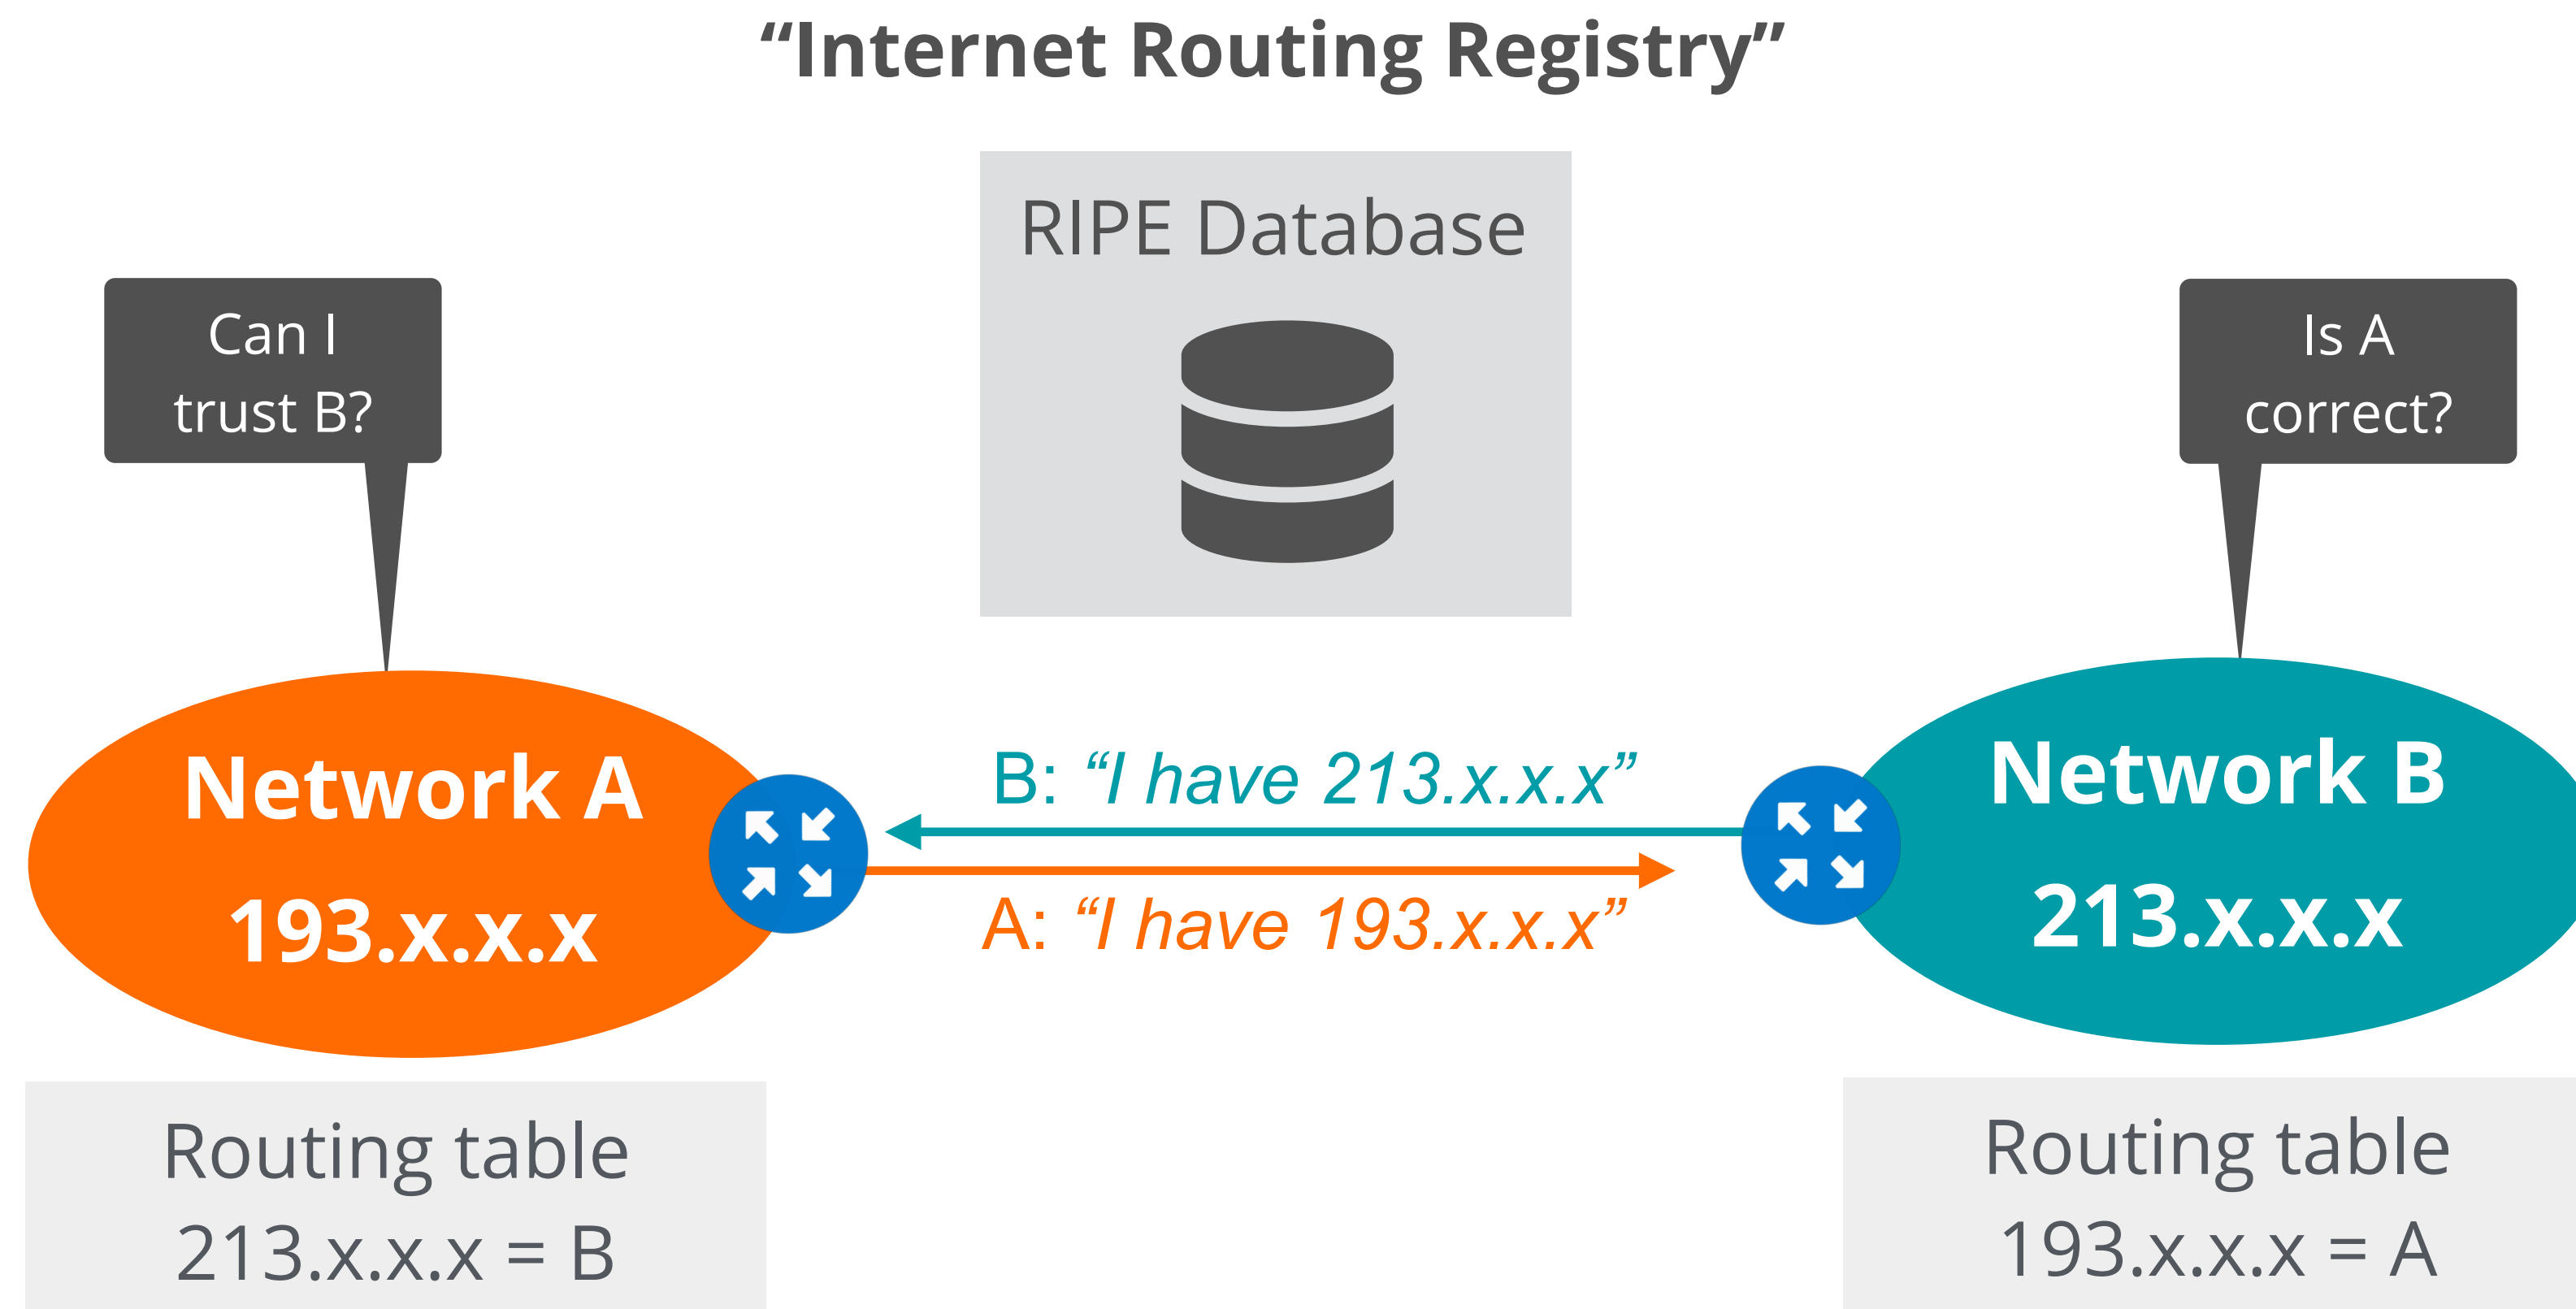 “Internet Routing Registry”
RIPE Database
Can I
trust B?
Is A
correct?
Network A
193.x.x.x
B: “I have 213.x.x.x”
A: “I have 193.x.x.x”
Network B
213.x.x.x
Routing table
213.x.x.x = B
Routing table
193.x.x.x = A